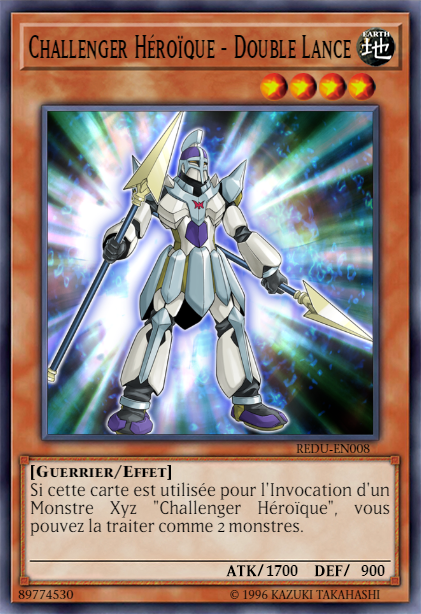 Challenger Héroïque - Double Lance
EARTH
地
REDU-EN008
[Guerrier/Effet]
Si cette carte est utilisée pour l'Invocation d'un
Monstre Xyz "Challenger Héroïque", vous
pouvez la traiter comme 2 monstres.
ATK/1700 DEF/ 900
89774530 © 1996 KAZUKI TAKAHASHI